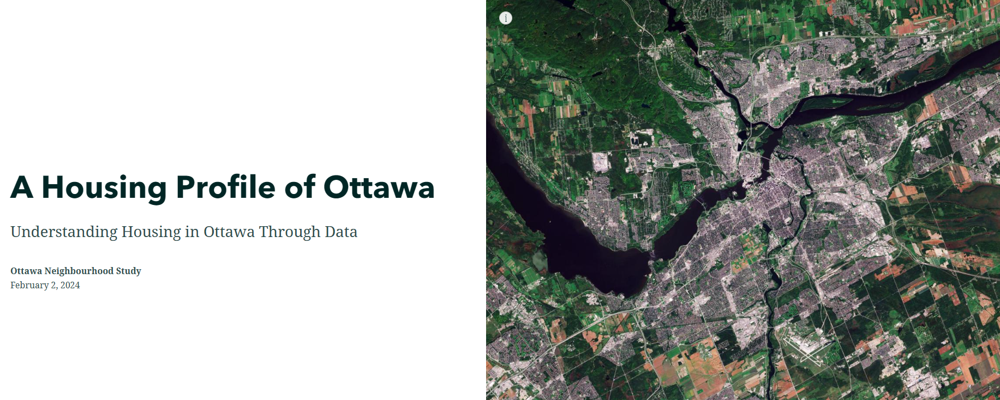 A Housing Profile of Ottawa
Understanding Housing in Ottawa Through Data
Ottawa Neighbourhood Study
February 2, 2024
i